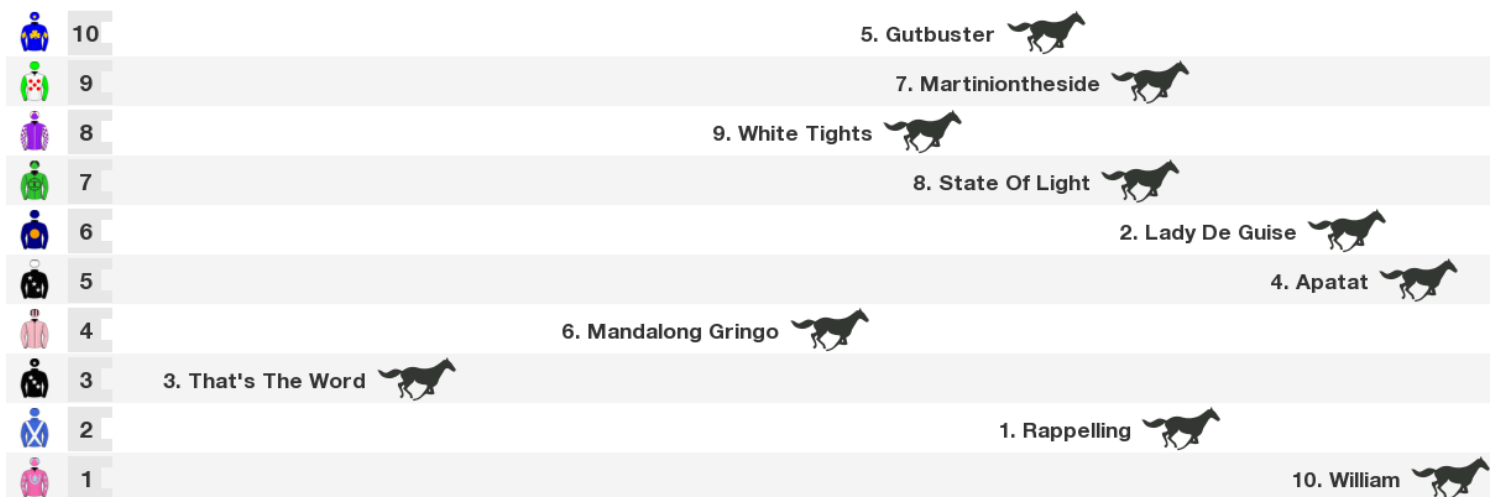 10 5. Gutbuster
9 7. Martiniontheside
8 9. White Tights
7 8. State Of Light
6 2. Lady De Guise
5 4. Apatat
4 6. Mandalong Gringo
3 3. That's The Word
2 1. Rappelling
1 10. William